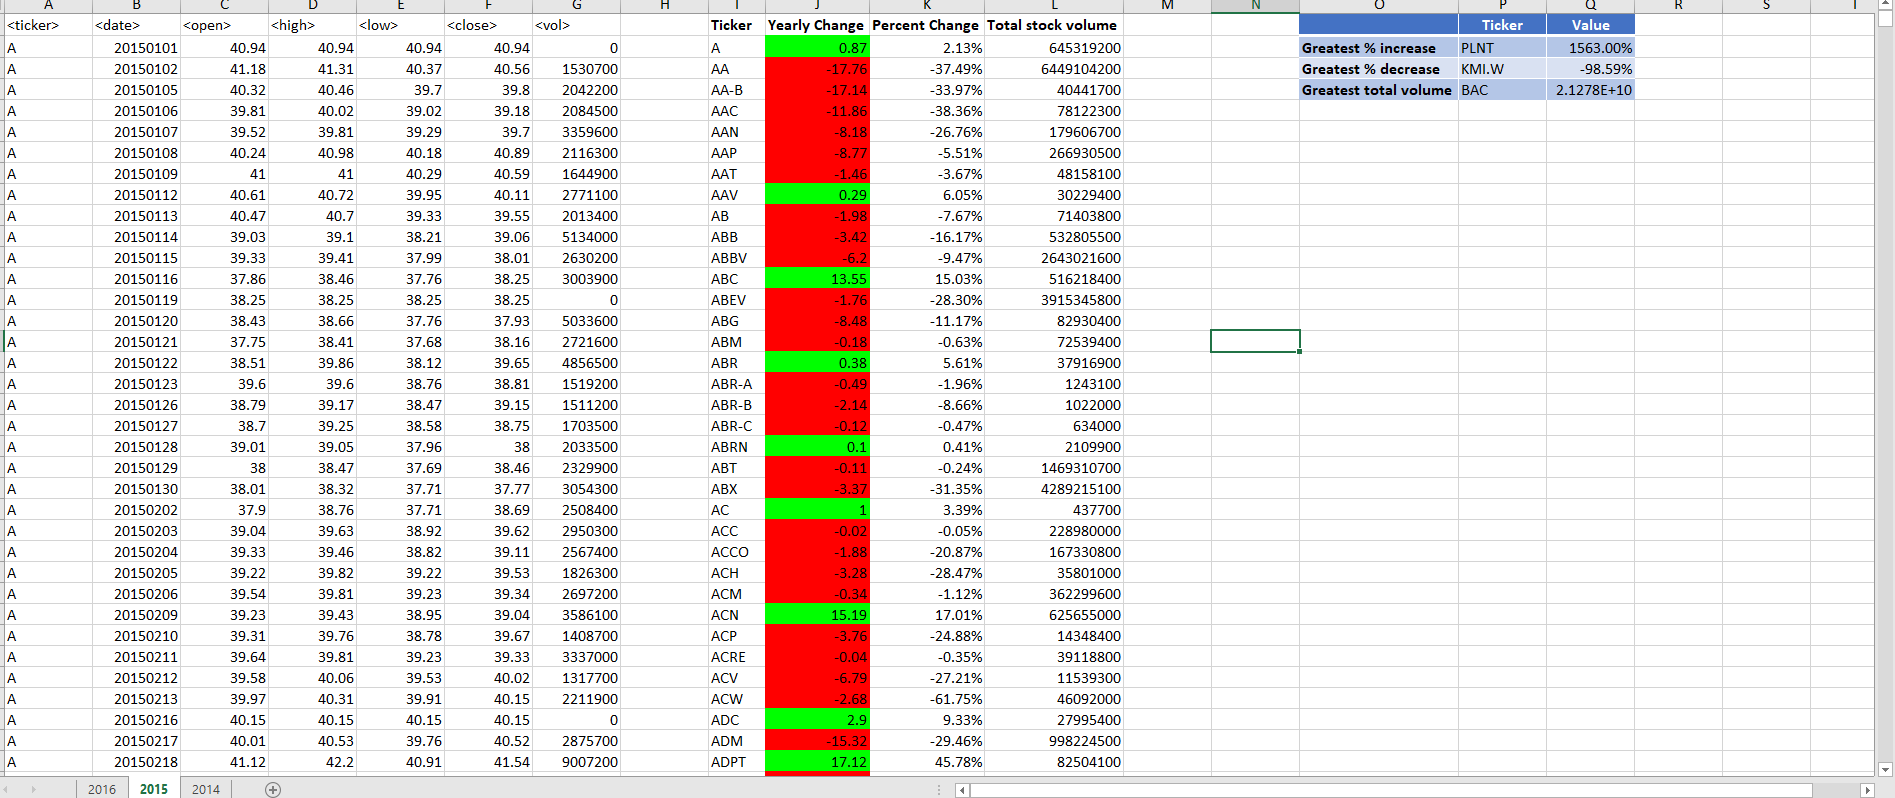 A B C D E F G H I J K L M N O P Q R S T
<ticker> <date> <open> <high> <low> <close> <vol> Ticker Yearly Change Percent Change Total stock volume Ticker Value
A 20150101 40.94 40.94 40.94 40.94 0 A 0.87 2.13% 645319200 Greatest % increase PLNT 1563.00%
A 20150102 41.18 41.31 40.37 40.56 1530700 AA -17.76 -37.49% 6449104200 Greatest % decrease KMI.W -98.59%
A 20150105 40.32 40.46 39.7 39.8 2042200 AA-B -17.14 -33.97% 40441700 Greatest total volume BAC 2.1278E+10
A 20150106 39.81 40.02 39.02 39.18 2084500 AAC -11.86 -38.36% 78122300
A 20150107 39.52 39.81 39.29 39.7 3359600 AAN -8.18 -26.76% 179606700
A 20150108 40.24 40.98 40.18 40.89 2116300 AAP -8.77 -5.51% 266930500
A 20150109 41 41 40.29 40.59 1644900 AAT -1.46 -3.67% 48158100
A 20150112 40.61 40.72 39.95 40.11 2771100 AAV 0.29 6.05% 30229400
A 20150113 40.47 40.7 39.33 39.55 2013400 AB -1.98 -7.67% 71403800
A 20150114 39.03 39.1 38.21 39.06 5134000 ABB -3.42 -16.17% 532805500
A 20150115 39.33 39.41 37.99 38.01 2630200 ABBV -6.2 -9.47% 2643021600
A 20150116 37.86 38.46 37.76 38.25 3003900 ABC 13.55 15.03% 516218400
A 20150119 38.25 38.25 38.25 38.25 0 ABEV -1.76 -28.30% 3915345800
A 20150120 38.43 38.66 37.76 37.93 5033600 ABG -8.48 -11.17% 82930400
A 20150121 37.75 38.41 37.68 38.16 2721600 ABM -0.18 -0.63% 72539400
A 20150122 38.51 39.86 38.12 39.65 4856500 ABR 0.38 5.61% 37916900
A 20150123 39.6 39.6 38.76 38.81 1519200 ABR-A -0.49 -1.96% 1243100
A 20150126 38.79 39.17 38.47 39.15 1511200 ABR-B -2.14 -8.66% 1022000
A 20150127 38.7 39.25 38.58 38.75 1703500 ABR-C -0.12 -0.47% 634000
A 20150128 39.01 39.05 37.96 38 2033500 ABRN 0.1 0.41% 2109900
A 20150129 38 38.47 37.69 38.46 2329900 ABT -0.11 -0.24% 1469310700
A 20150130 38.01 38.32 37.71 37.77 3054300 ABX -3.37 -31.35% 4289215100
A 20150202 37.9 38.76 37.71 38.69 2508400 AC 1 3.39% 437700
A 20150203 39.04 39.63 38.92 39.62 2950300 ACC -0.02 -0.05% 228980000
A 20150204 39.33 39.46 38.82 39.11 2567400 ACCO -1.88 -20.87% 167330800
A 20150205 39.22 39.82 39.22 39.53 1826300 ACH -3.28 -28.47% 35801000
A 20150206 39.54 39.81 39.23 39.34 2697200 ACM -0.34 -1.12% 362299600
A 20150209 39.23 39.43 38.95 39.04 3586100 ACN 15.19 17.01% 625655000
A 20150210 39.31 39.76 38.78 39.67 1408700 ACP -3.76 -24.88% 14348400
A 20150211 39.64 39.81 39.23 39.33 3337000 ACRE -0.04 -0.35% 39118800
A 20150212 39.58 40.06 39.53 40.02 1317700 ACV -6.79 -27.21% 11539300
A 20150213 39.97 40.31 39.91 40.15 2211900 ACW -2.68 -61.75% 46092000
A 20150216 40.15 40.15 40.15 40.15 0 ADC 2.9 9.33% 27995400
A 20150217 40.01 40.53 39.76 40.52 2875700 ADM -15.32 -29.46% 998224500
A 20150218 41.12 42.2 40.91 41.54 9007200 ADPT 17.12 45.78% 82504100
2016 2015 2014